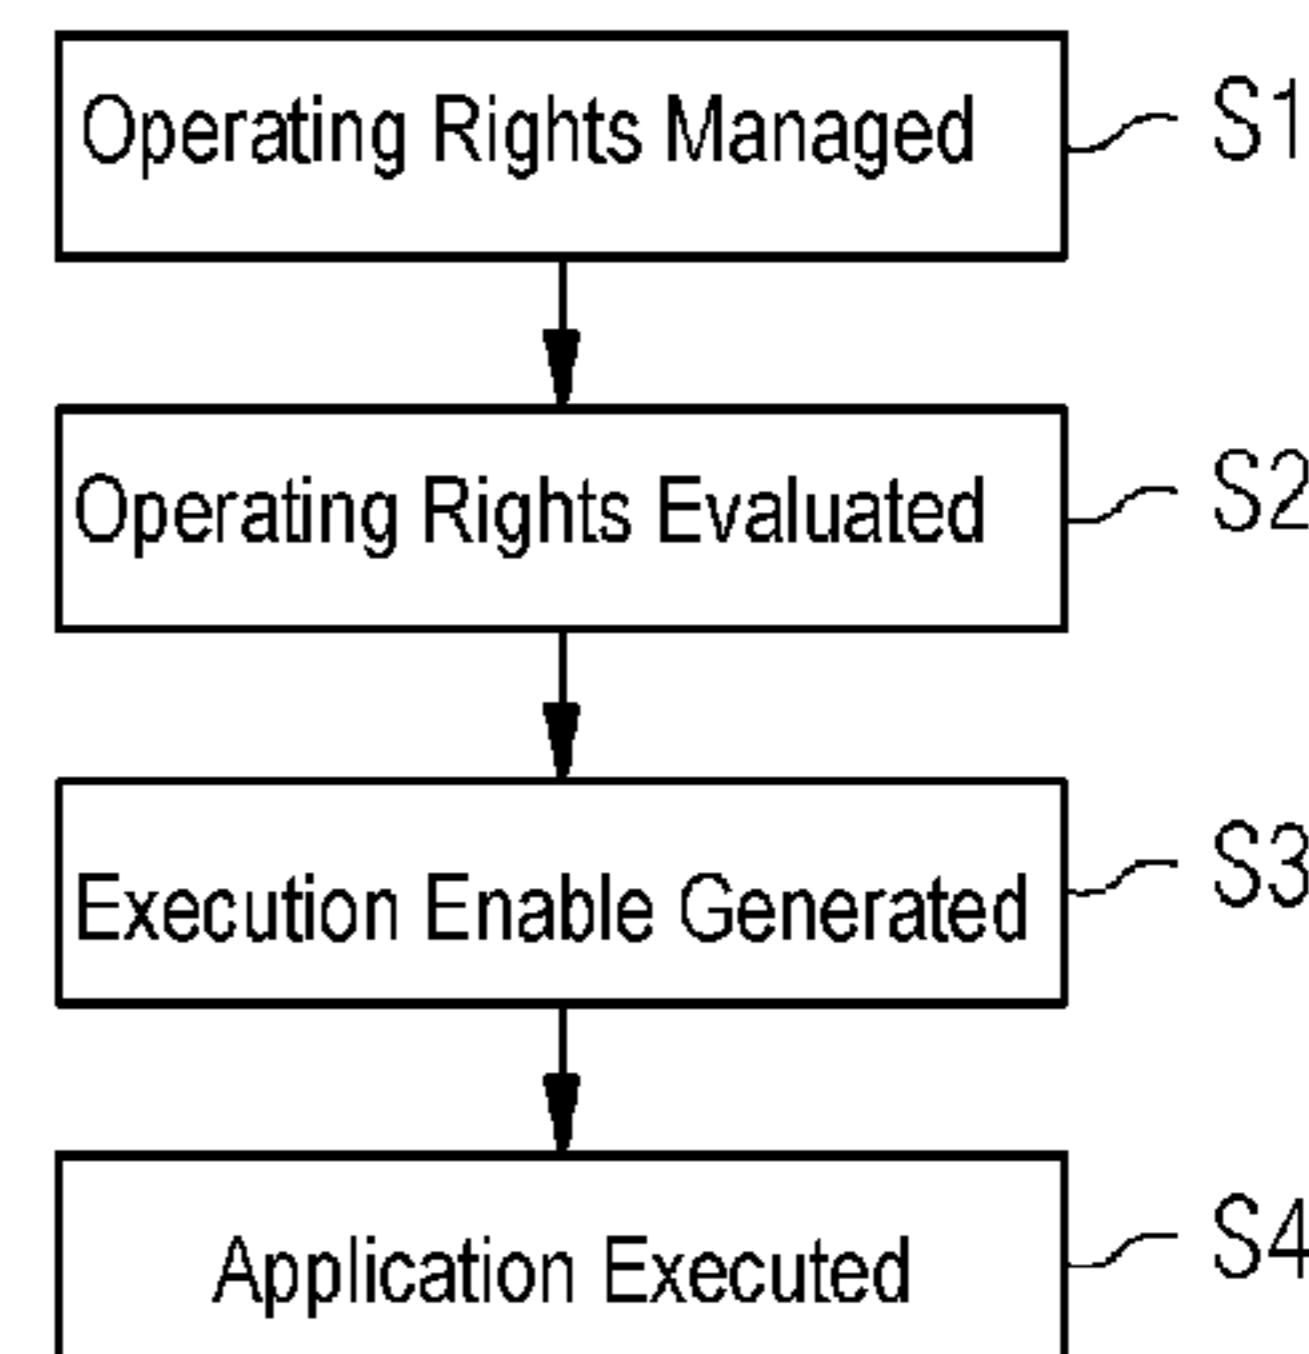 Operating Rights Managed S1
Operating Rights Evaluated S2
Execution Enable Generated S3
Application Executed S4